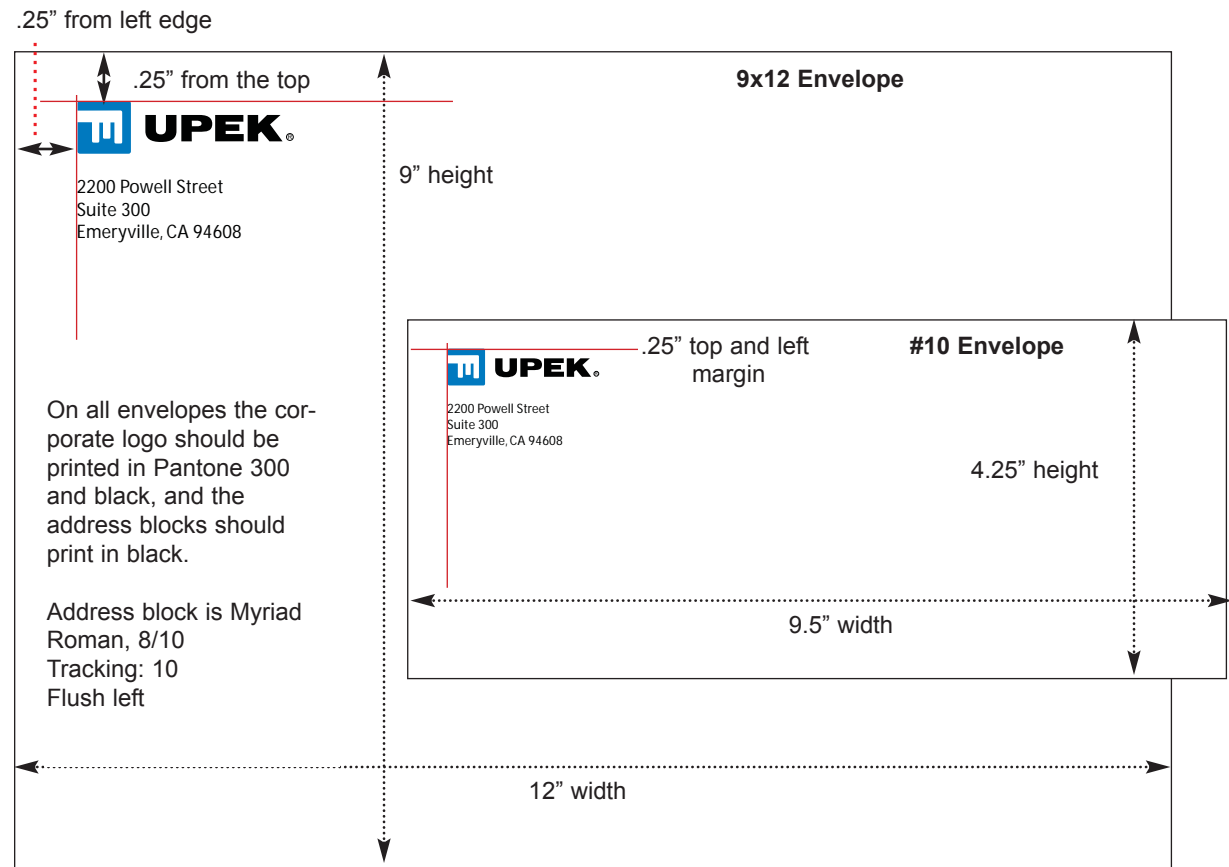 .25” from left edge
.25” from the top
9x12 Envelope
UPEK®
9” height
2200 Powell Street
Suite 300
Emeryville, CA 94608
.25” top and left
margin
#10 Envelope
UPEK®
2200 Powell Street
Suite 300
Emeryville, CA 94608
4.25” height
9.5” width
On all envelopes the cor-
porate logo should be
printed in Pantone 300
and black, and the
address blocks should
print in black.
Address block is Myriad
Roman, 8/10
Tracking: 10
Flush left
12” width